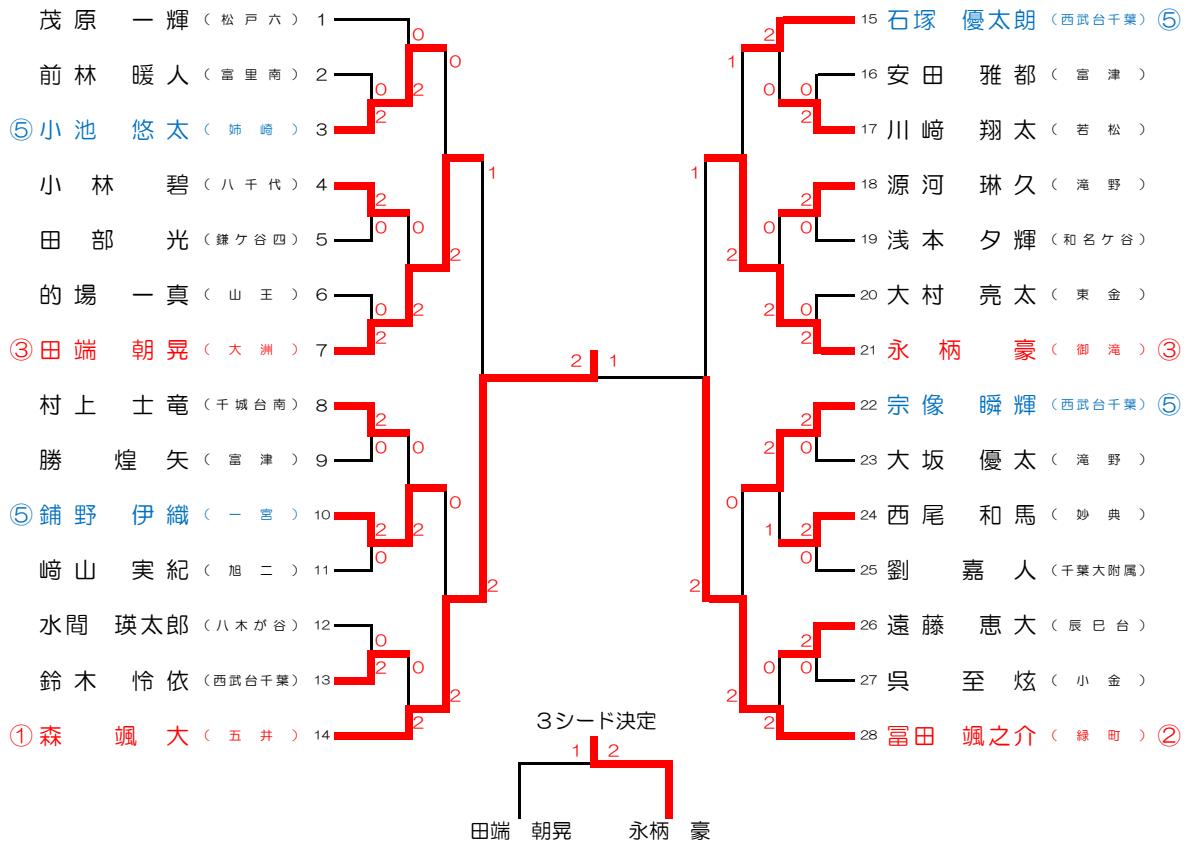 茂原 一輝 （松戸六） 1
前林 暖人 （富里南） 2
⑤ 小池 悠太 （姉崎） 3
小林 碧 （八千代） 4
田部 光 （鎌ケ谷四） 5
的場 一真 （山王） 6
③ 田端 朝晃 （大洲） 7
村上 士竜 （千城台南） 8
勝 煌矢 （富津） 9
⑤ 鋪野 伊織 （一宮） 10
﨑山 実紀 （旭二） 11
水間 瑛太郎 （八木が谷） 12
鈴木 怜依 （西武台千葉） 13
① 森 颯大 （五井） 14
0
0
0 2
2
1
2 0
0
2
0
2
2 0
0
0
2 2
0
2
0
2 0
2
2
2 1
15 石塚 優太朗 （西武台千葉） ⑤
16 安田 雅都 （富津）
17 川﨑 翔太 （若松）
18 源河 琳久 （滝野）
19 浅本 夕輝 （和名ケ谷）
20 大村 亮太 （東金）
21 永柄 豪 （御滝） ③
22 宗像 瞬輝 （西武台千葉） ⑤
23 大坂 優太 （滝野）
24 西尾 和馬 （妙典）
25 劉 嘉人 （千葉大附属）
26 遠藤 恵大 （辰巳台）
27 呉 至炫 （小金）
28 冨田 颯之介 （緑町） ②
2
1
0 0
2
1
2
0 0
2
2 0
2
2
2 0
0
1 2
0
2
2
0 0
2
2
3シード決定
1 2
田端 朝晃 永柄 豪